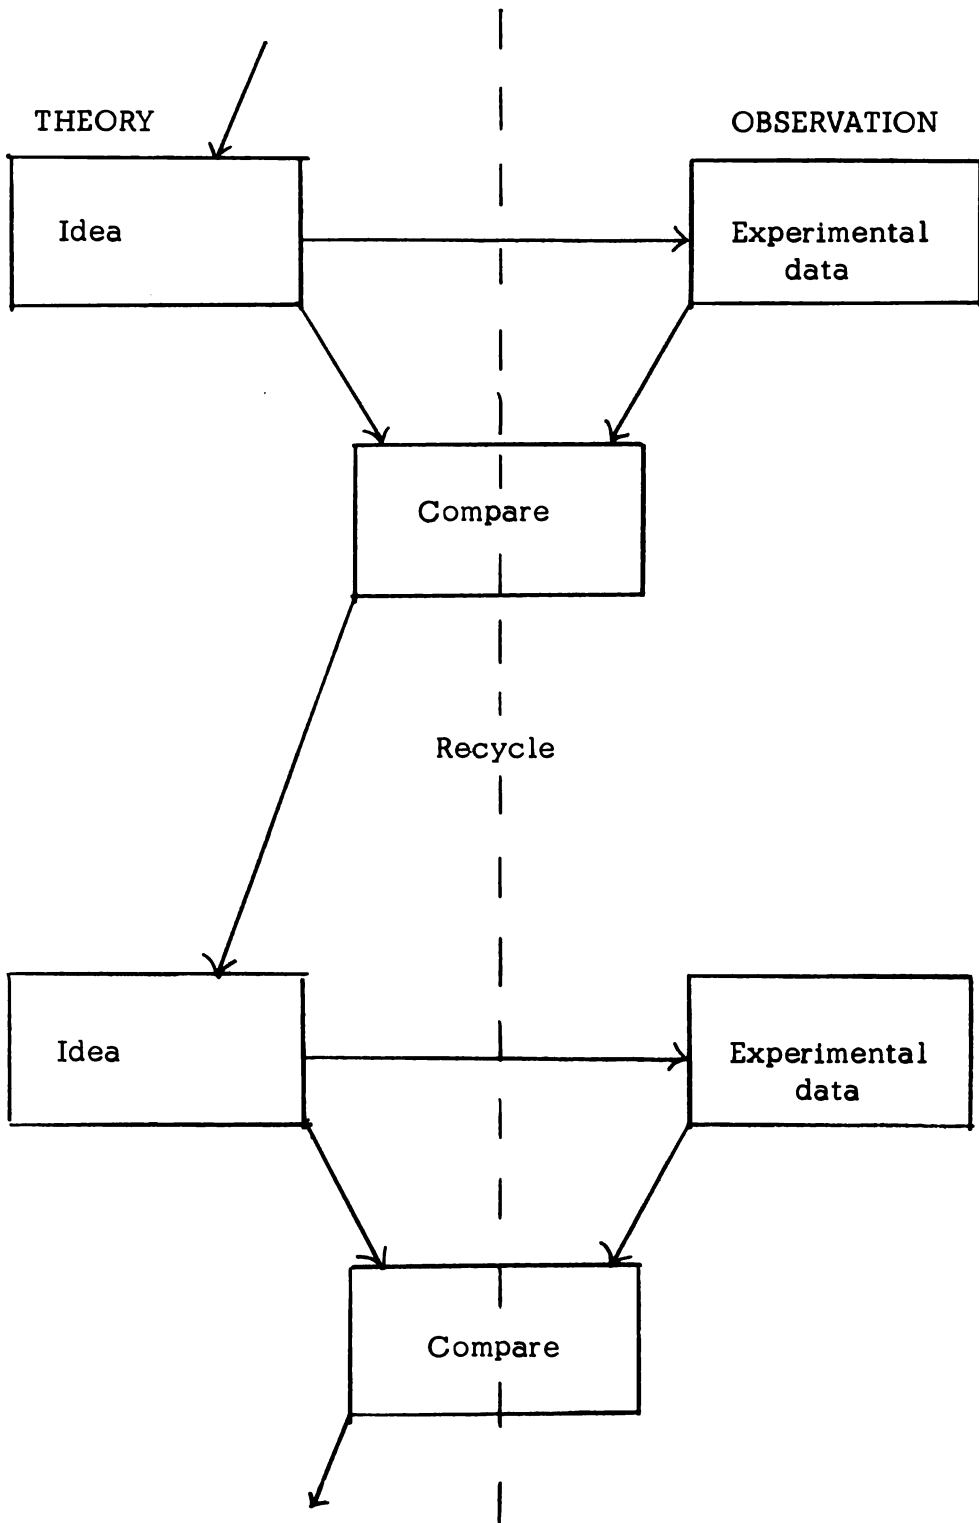 THEORY
OBSERVATION
Idea
Experimental
data
Compare
Recycle
Idea
Experimental
data
Compare